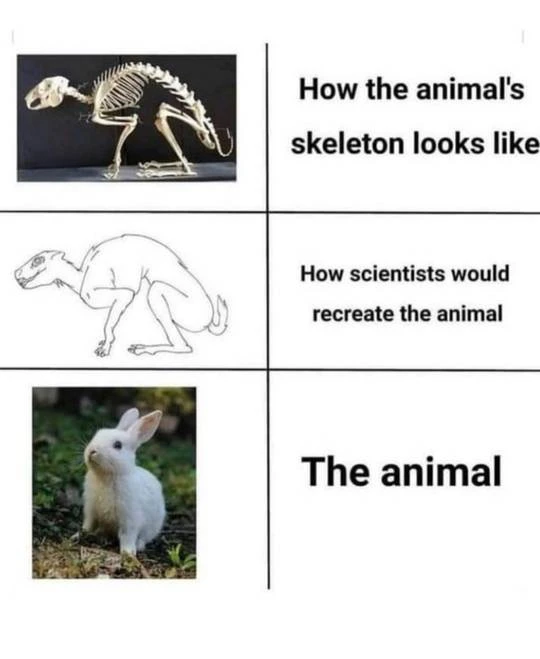 How the animal's
skeleton looks like
How scientists would
recreate the animal
The animal